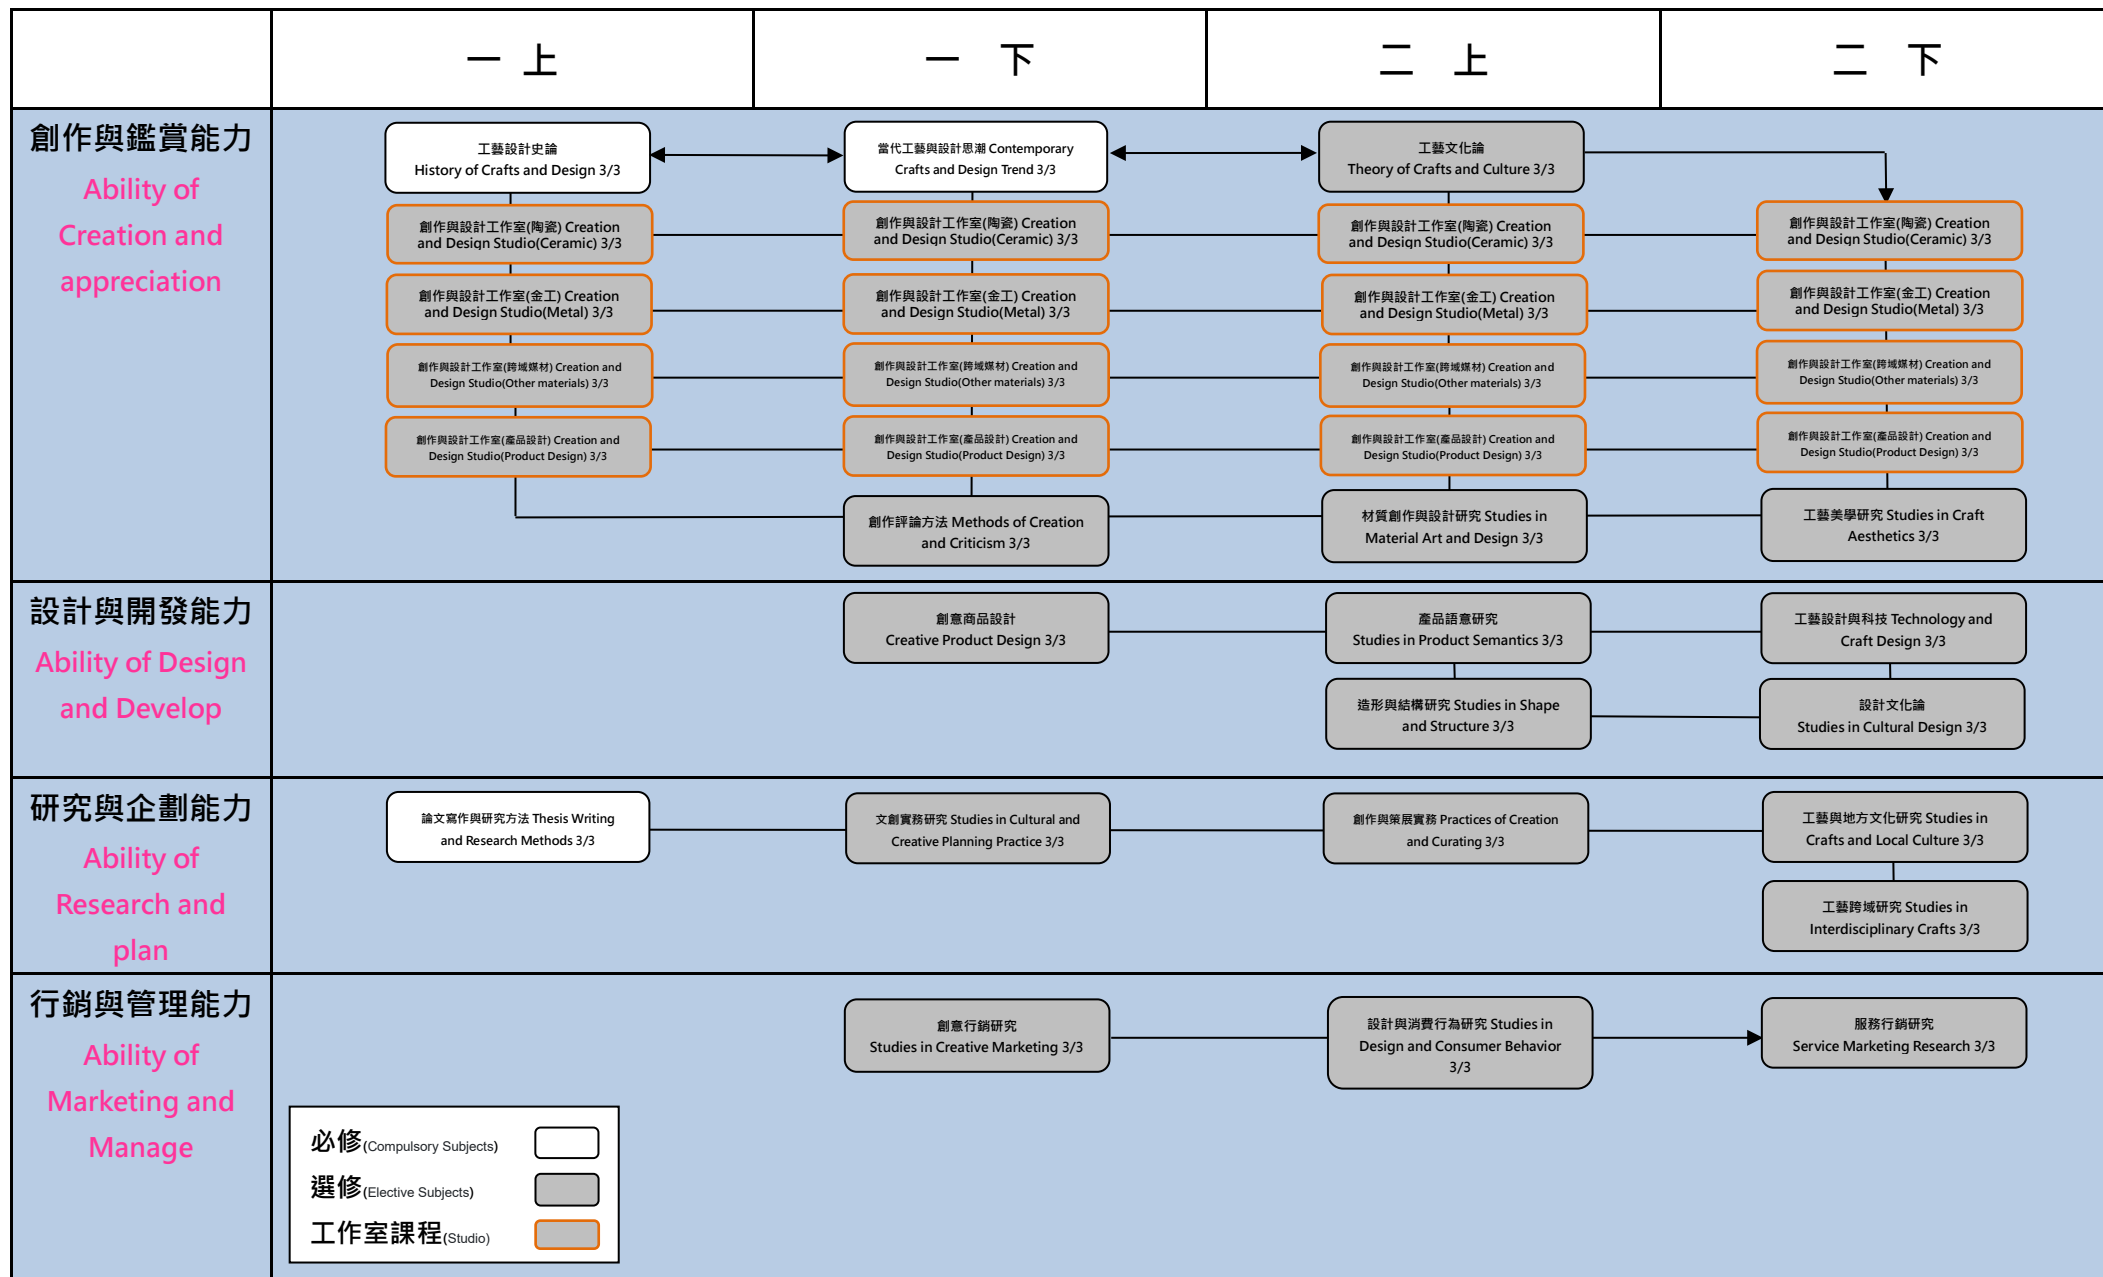 一 上
一 下
二 上
二 下
創作與鑑賞能力
Ability of
Creation and
appreciation
工藝設計史論
History of Crafts and Design 3/3
當代工藝與設計思潮 Contemporary
Crafts and Design Trend 3/3
工藝文化論
Theory of Crafts and Culture 3/3
創作與設計工作室(陶瓷) Creation
and Design Studio(Ceramic) 3/3
創作與設計工作室(陶瓷) Creation
and Design Studio(Ceramic) 3/3
創作與設計工作室(陶瓷) Creation
and Design Studio(Ceramic) 3/3
創作與設計工作室(陶瓷) Creation
and Design Studio(Ceramic) 3/3
創作與設計工作室(金工) Creation
and Design Studio(Metal) 3/3
創作與設計工作室(金工) Creation
and Design Studio(Metal) 3/3
創作與設計工作室(金工) Creation
and Design Studio(Metal) 3/3
創作與設計工作室(金工) Creation
and Design Studio(Metal) 3/3
創作與設計工作室(跨域媒材) Creation and
Design Studio(Other materials) 3/3
創作與設計工作室(跨域媒材) Creation and
Design Studio(Other materials) 3/3
創作與設計工作室(跨域媒材) Creation and
Design Studio(Other materials) 3/3
創作與設計工作室(跨域媒材) Creation and
Design Studio(Other materials) 3/3
創作與設計工作室(產品設計) Creation and
Design Studio(Product Design) 3/3
創作與設計工作室(產品設計) Creation and
Design Studio(Product Design) 3/3
創作與設計工作室(產品設計) Creation and
Design Studio(Product Design) 3/3
創作與設計工作室(產品設計) Creation and
Design Studio(Product Design) 3/3
創作評論方法 Methods of Creation
and Criticism 3/3
材質創作與設計研究 Studies in
Material Art and Design 3/3
工藝美學研究 Studies in Craft
Aesthetics 3/3
設計與開發能力
Ability of Design
and Develop
創意商品設計
Creative Product Design 3/3
產品語意研究
Studies in Product Semantics 3/3
工藝設計與科技 Technology and
Craft Design 3/3
造形與結構研究 Studies in Shape
and Structure 3/3
設計文化論
Studies in Cultural Design 3/3
研究與企劃能力
Ability of
Research and
plan
論文寫作與研究方法 Thesis Writing
and Research Methods 3/3
文創實務研究 Studies in Cultural and
Creative Planning Practice 3/3
創作與策展實務 Practices of Creation
and Curating 3/3
工藝與地方文化研究 Studies in
Crafts and Local Culture 3/3
工藝跨域研究 Studies in
Interdisciplinary Crafts 3/3
行銷與管理能力
Ability of
Marketing and
Manage
創意行銷研究
Studies in Creative Marketing 3/3
設計與消費行為研究 Studies in
Design and Consumer Behavior
3/3
服務行銷研究
Service Marketing Research 3/3
必修(Compulsory Subjects)
選修(Elective Subjects)
工作室課程(Studio)